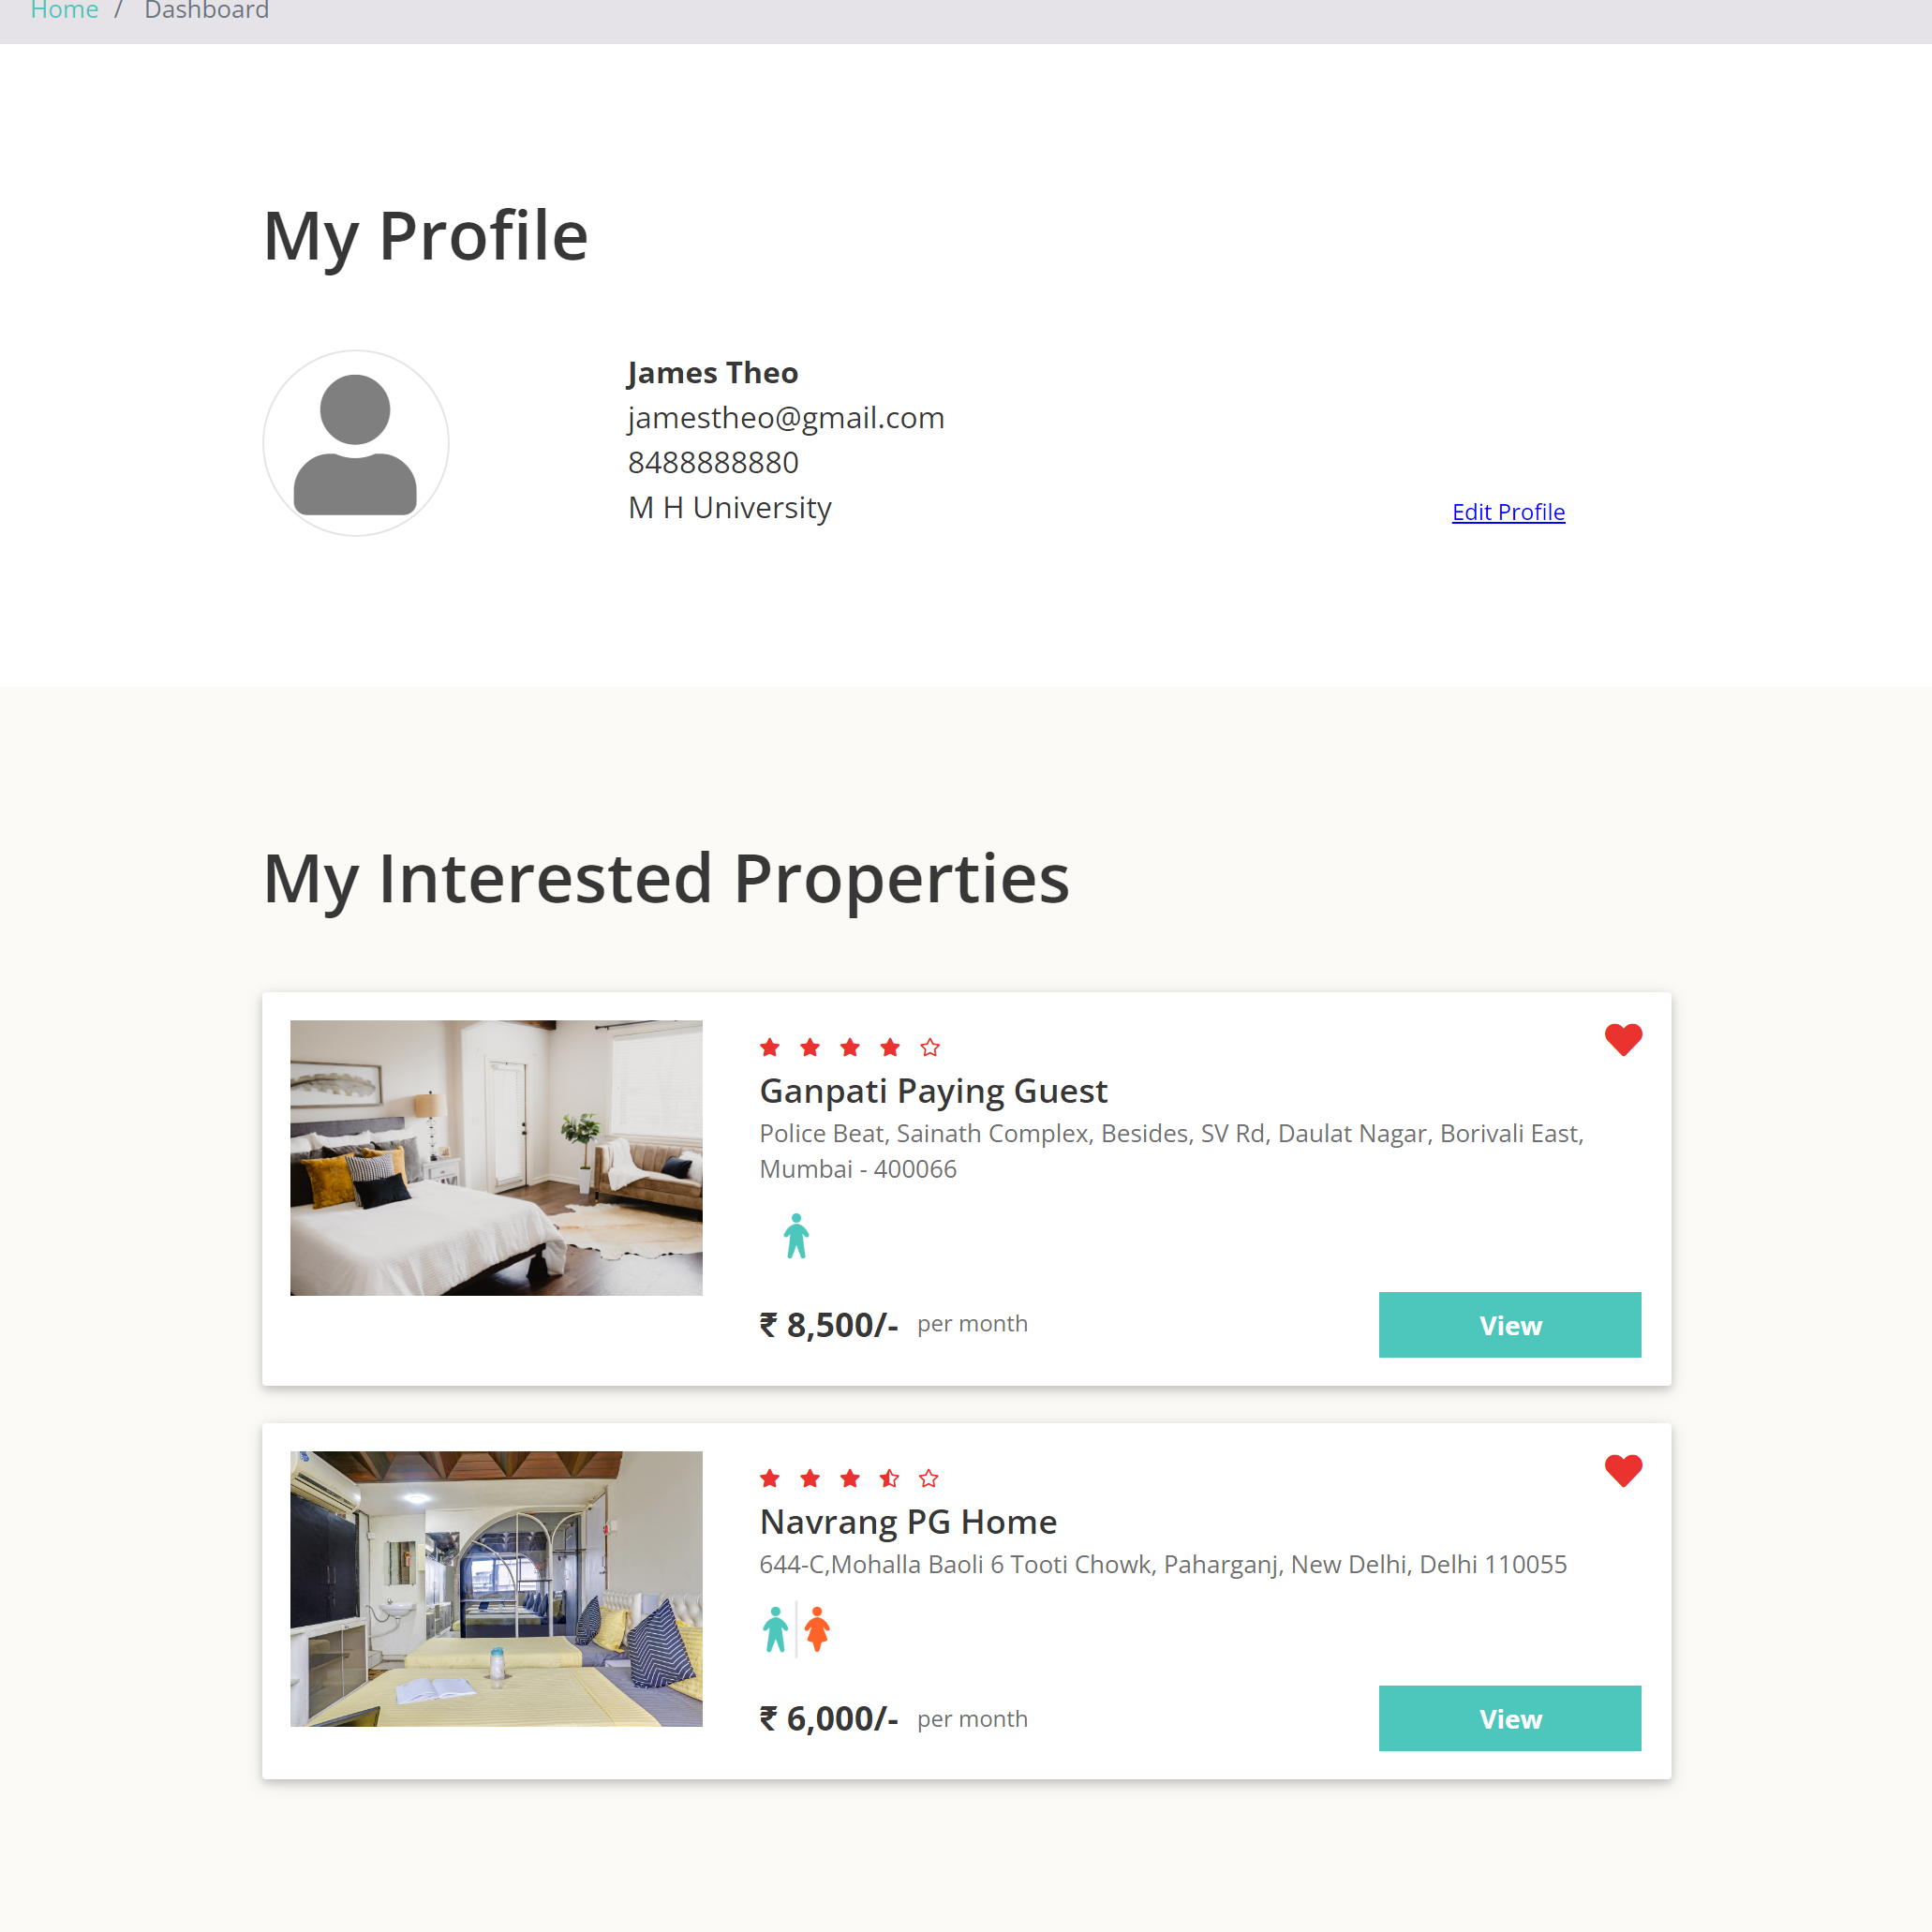 Home / Dashboard
My Profile
James Theo
jamestheo@gmail.com
8488888880
M H University
Edit Profile
My Interested Properties
Ganpati Paying Guest
Police Beat, Sainath Complex, Besides, SV Rd, Daulat Nagar, Borivali East,
Mumbai - 400066
₹ 8,500/- per month
View
Navrang PG Home
644-C,Mohalla Baoli 6 Tooti Chowk, Paharganj, New Delhi, Delhi 110055
₹ 6,000/- per month
View